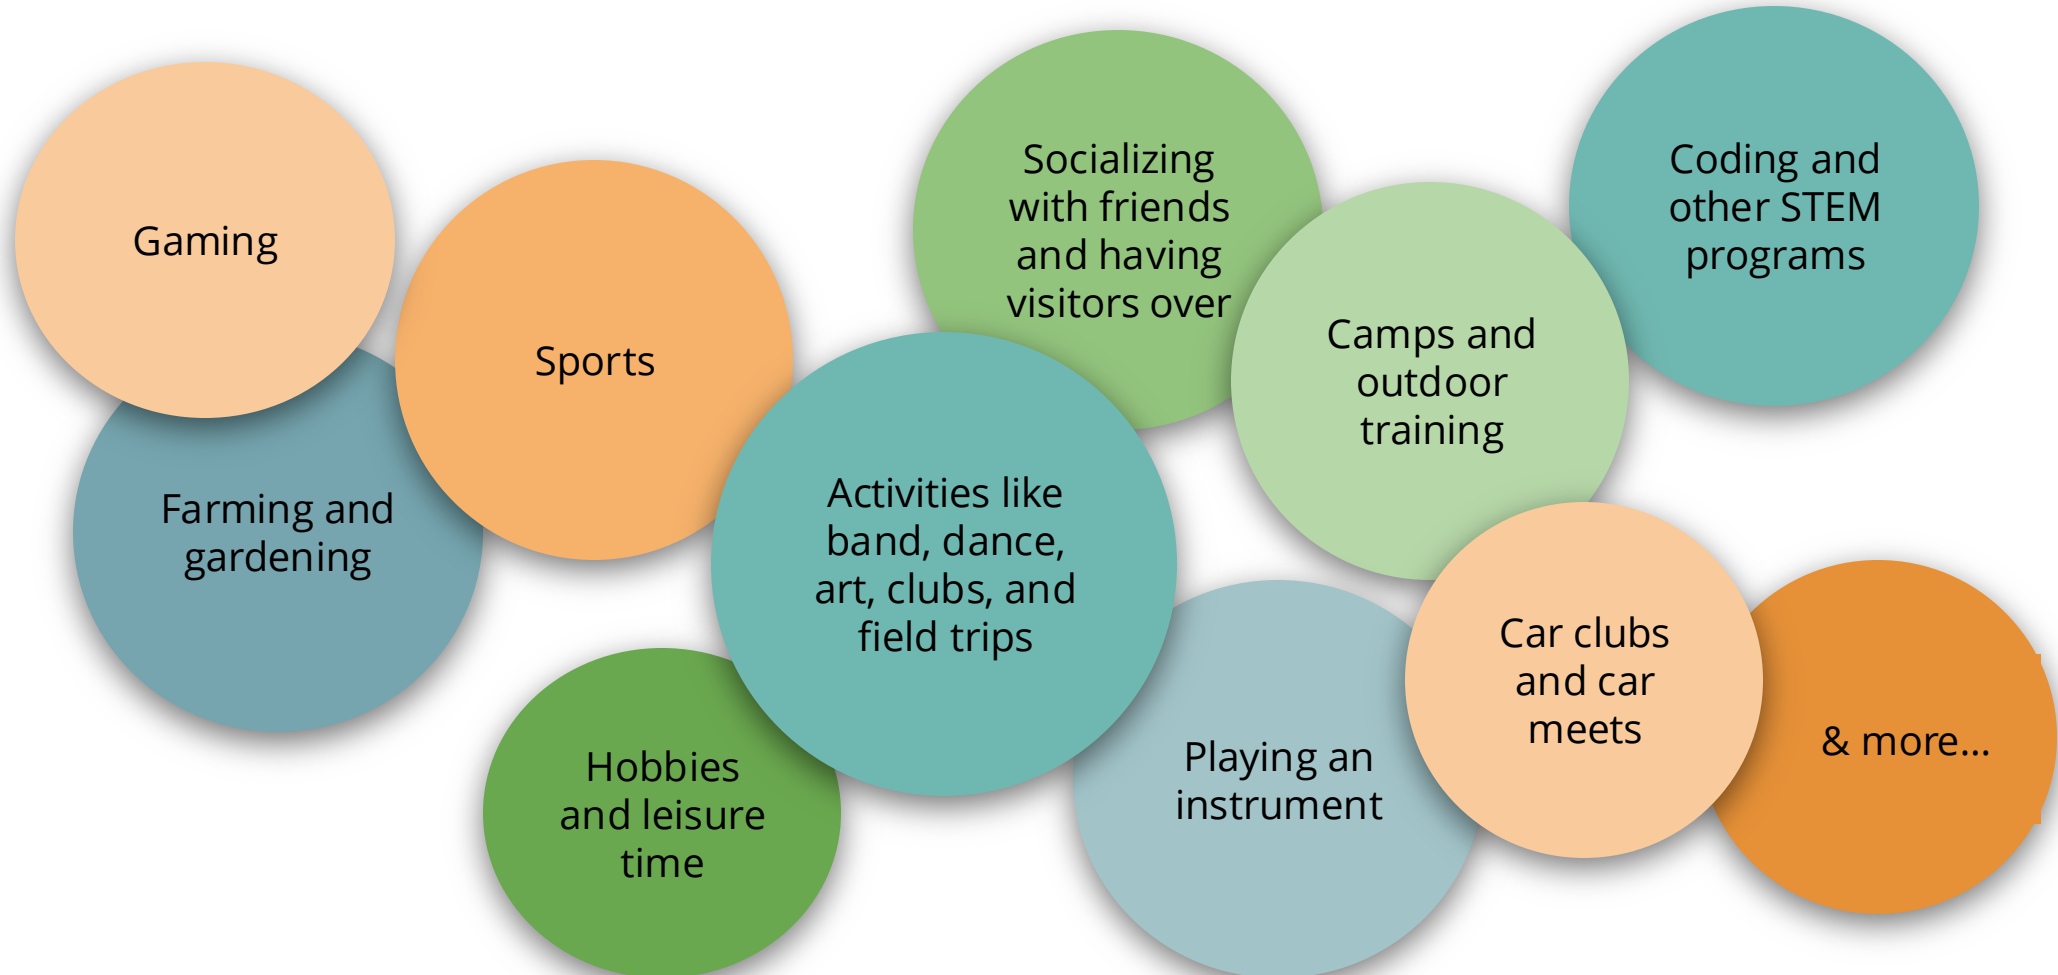 Gaming
Sports
Socializing
with friends
and having
visitors over
Coding and
other STEM
programs
Camps and
outdoor
training
Farming and
gardening
Activities like
band, dance,
art, clubs, and
field trips
Car clubs
and car
meets
& more...
Hobbies
and leisure
time
Playing an
instrument